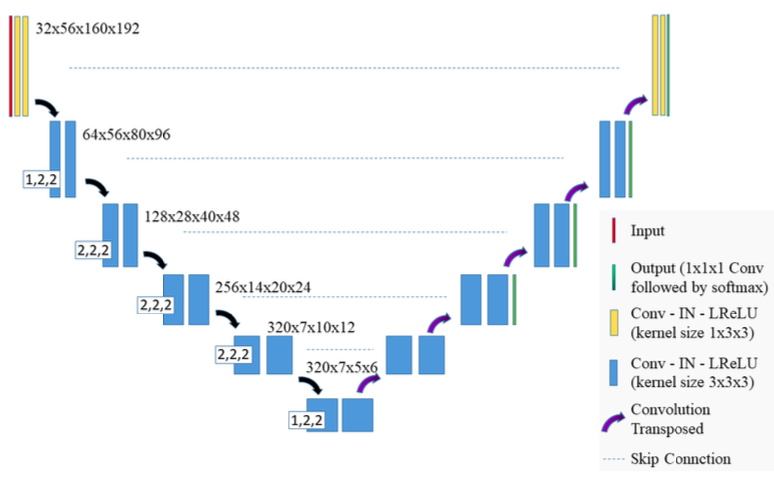 32x56x160x192
64x56x80x96
1,2,2
128x28x40x48
2,2,2
256x14x20x24
2,2,2
320x7x10x12
2,2,2
320x7x5x6
1,2,2
Input
Output (1x1x1 Conv
followed by softmax)
Conv - IN - LReLU
(kernel size 1x3x3)
Conv - IN - LReLU
(kernel size 3x3x3)
Convolution
Transposed
Skip Connction